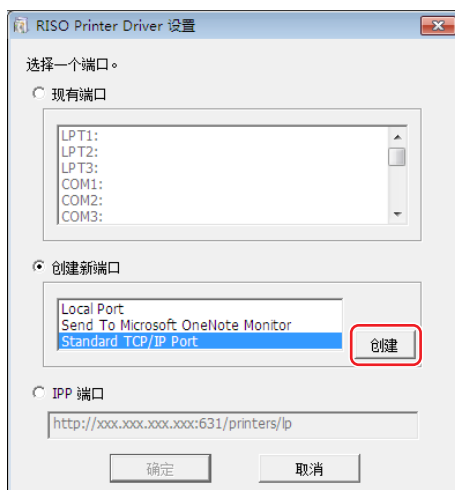 RISO Printer Driver 设置
选择一个端口。
现有端口
LPT1:
LPT2:
LPT3:
COM1:
COM2:
COM3:
创建新端口
Local Port
Send To Microsoft OneNote Monitor
Standard TCP/IP Port
创建
IPP 端口
http://xxx.xxx.xxx.xxx:631/printers/lp
确定 取消